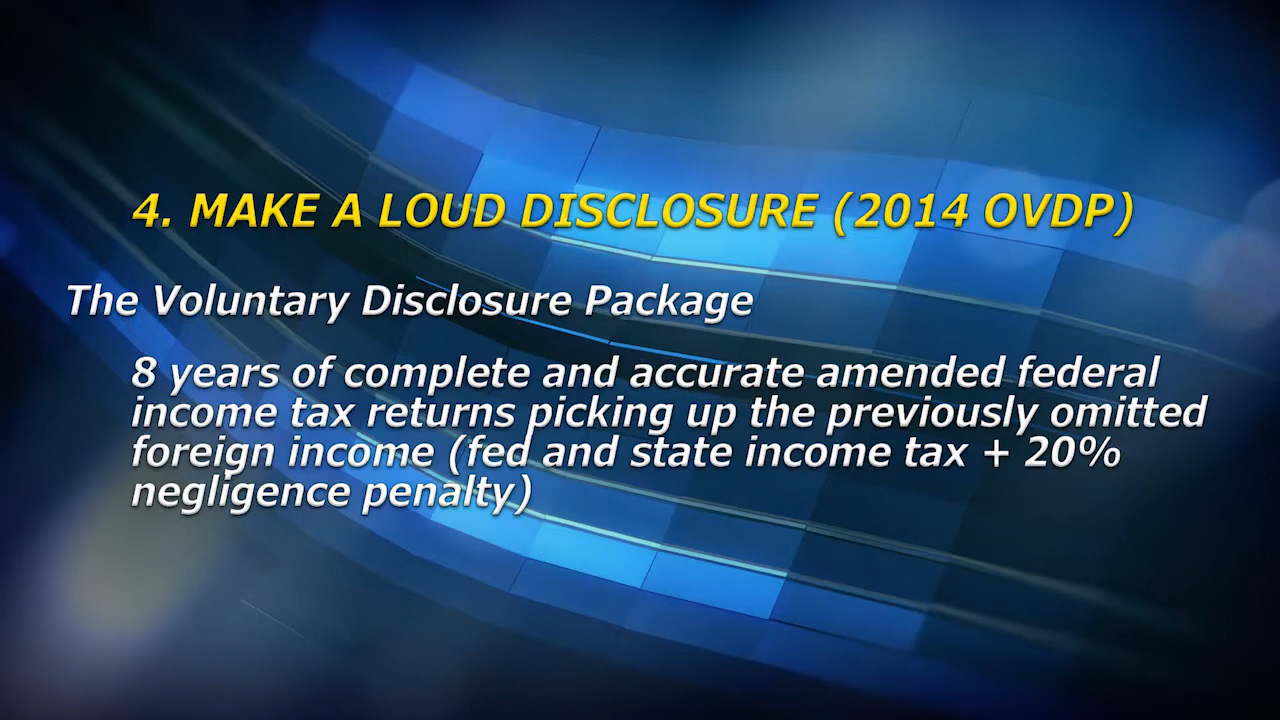 4. MAKE A LOUD DISCLOSURE (2014 OVDP)
The Voluntary Disclosure Package
8 years of complete and accurate amended federal
income tax returns picking up the previously omitted
foreign income (fed and state income tax + 20%
negligence penalty)